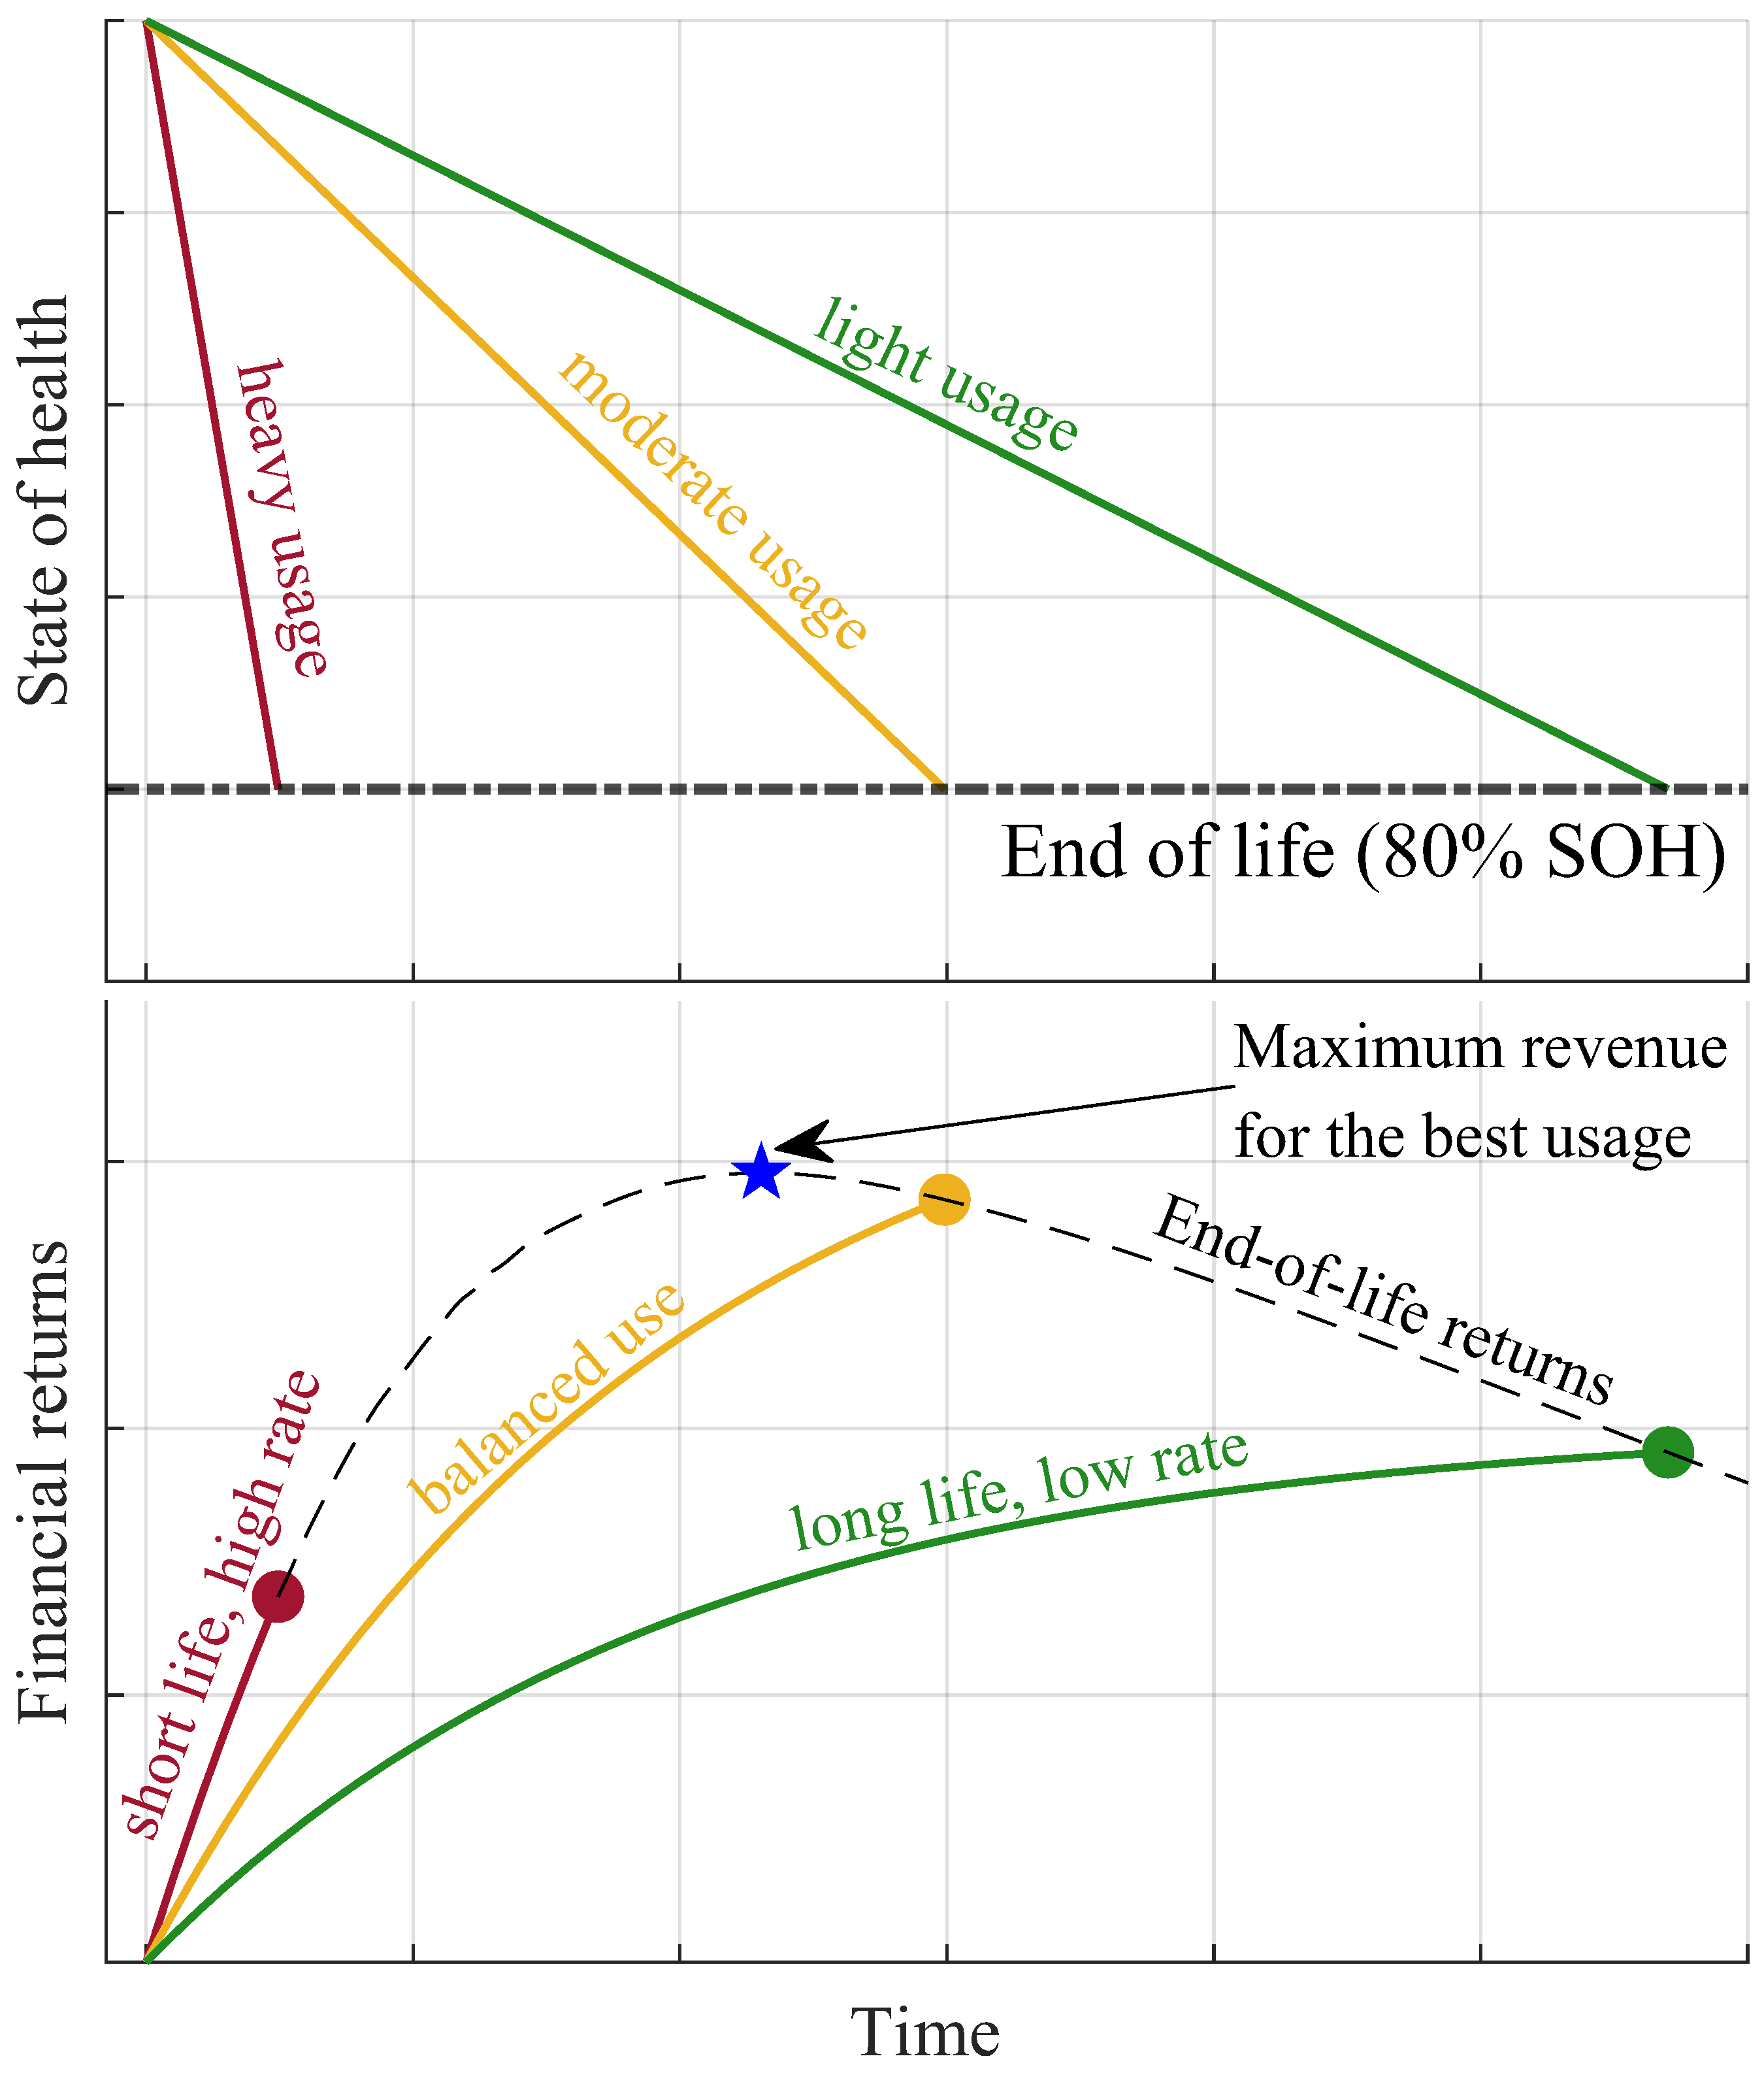 State of health
heavy usage
moderate usage
light usage
End of life (80% SOH)
Financial returns
short life, high rate
balanced use
long life, low rate
Maximum revenue
for the best usage
End-of-life returns
Time